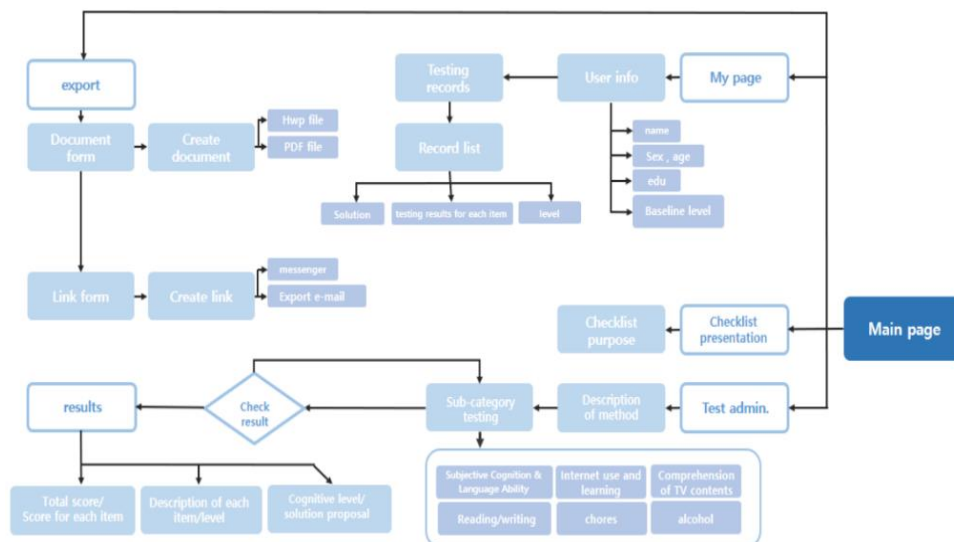 export
Document
form
Create
document
Hwp file
PDF file
Link form
Create link
messenger
Export e-mail
Testing
records
User info
My page
Record list
name
Sex , age
edu
Baseline level
Solution
testing results for each item
level
Checklist
purpose
Checklist
presentation
Main page
results
Check
result
Sub-category
testing
Description
of method
Test admin.
Total score/
Score for each item
Description of each
item/level
Cognitive level/
solution proposal
Subjective Cognition &
Language Ability
Internet use and
learning
Comprehension
of TV contents
Reading/writing
chores
alcohol